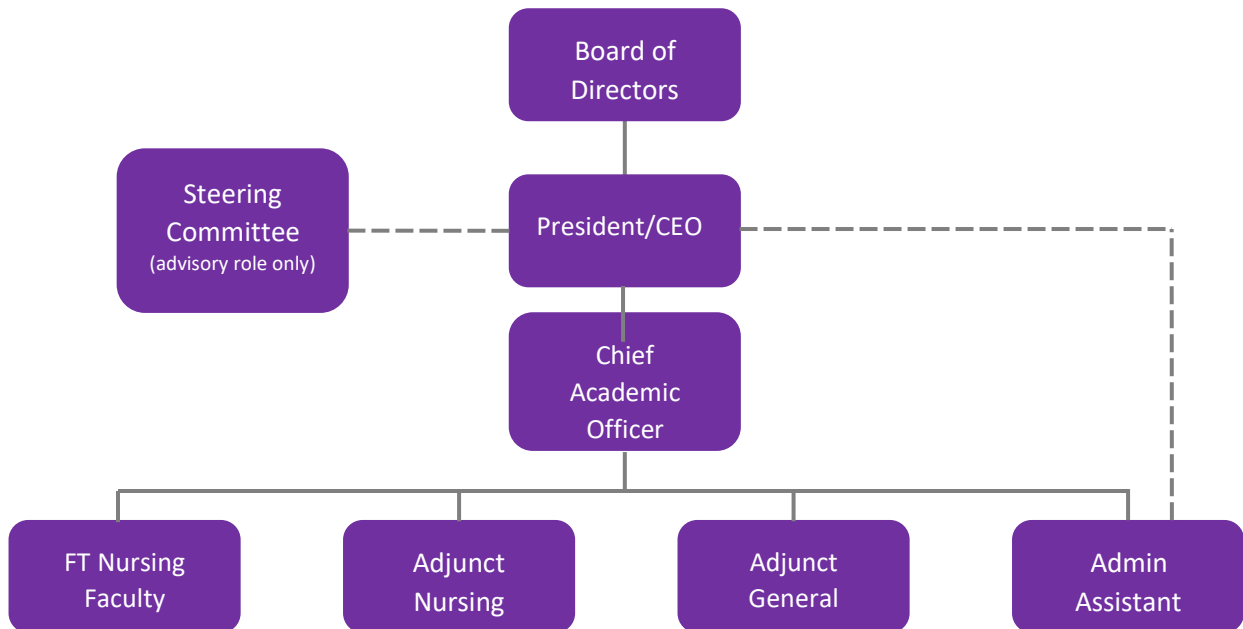 Board of
Directors
Steering
Committee
(advisory role only)
President/CEO
Chief
Academic
Officer
FT Nursing
Faculty
Adjunct
Nursing
Adjunct
General
Admin
Assistant